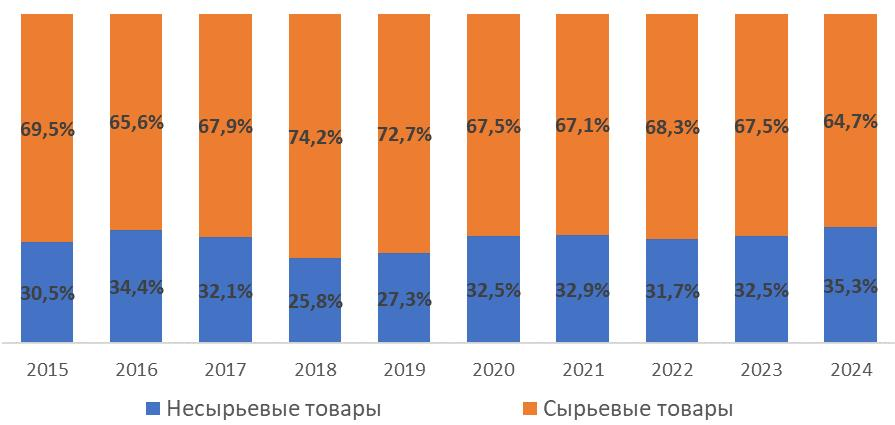 69,5% 65,6% 67,9% 74,2% 72,7% 67,5% 67,1% 68,3% 67,5% 64,7%
30,5% 34,4% 32,1% 25,8% 27,3% 32,5% 32,9% 31,7% 32,5% 35,3%
2015 2016 2017 2018 2019 2020 2021 2022 2023 2024
Несырьевые товары Сырьевые товары